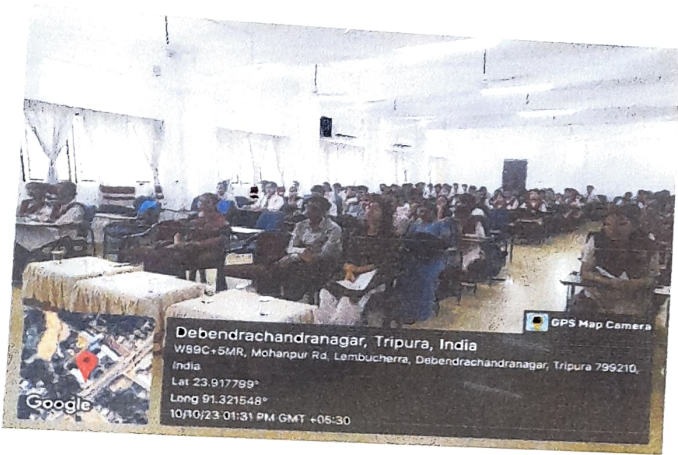 GPS Map Camera
Debendrachandranagar, Tripura, India
W89C+5MR, Mohanpur Rd, Lembucherra, Debendrachandranagar, Tripura 799210,
India
Lat 23.917799°
Long 91.321548°
10/10/23 01:31 PM GMT +05:30
Google